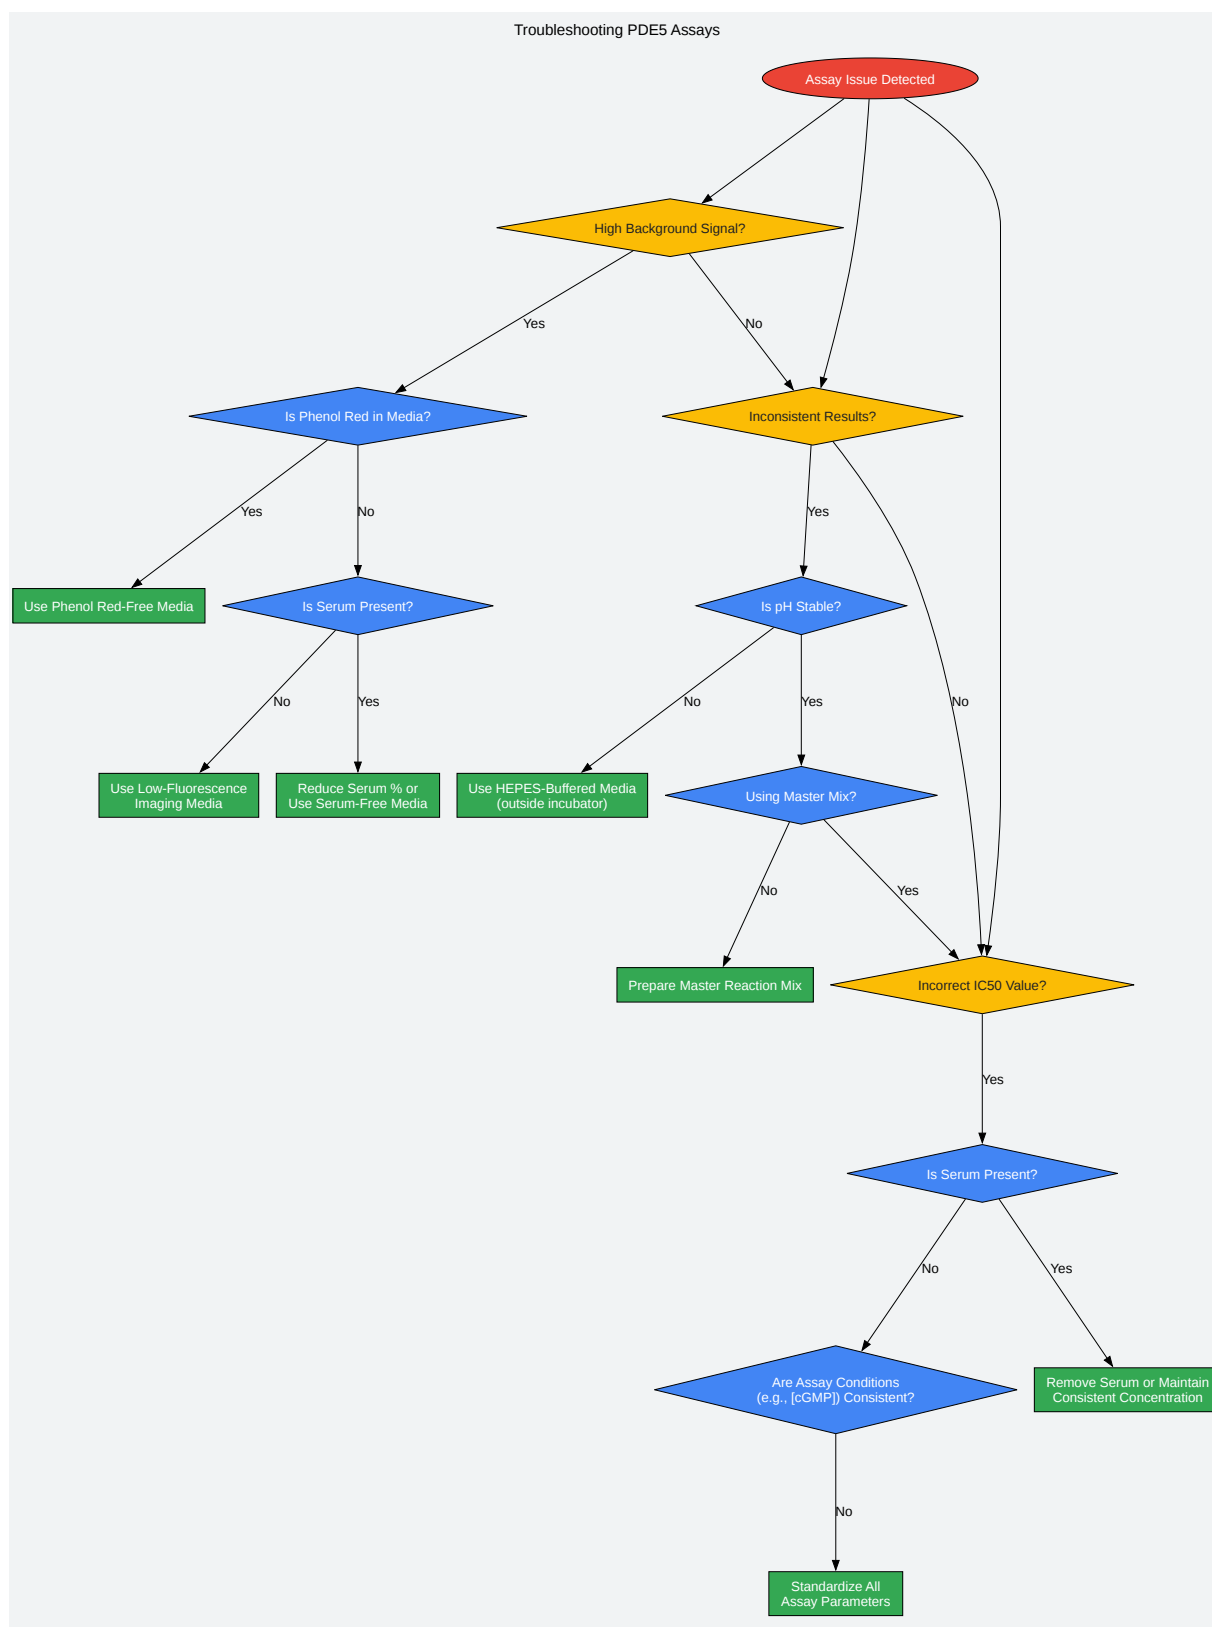 Troubleshooting PDE5 Assays
Assay Issue Detected
High Background Signal?
Yes
No
Is Phenol Red in Media?
Inconsistent Results?
Yes
No
Yes
No
Use Phenol Red-Free Media
Is Serum Present?
Is pH Stable?
No
Yes
No
Yes
Use Low-Fluorescence
Imaging Media
Reduce Serum % or
Use Serum-Free Media
Use HEPES-Buffered Media
(outside incubator)
Using Master Mix?
No
Yes
Prepare Master Reaction Mix
Incorrect IC50 Value?
Yes
Is Serum Present?
No
Yes
Are Assay Conditions
(e.g., [cGMP]) Consistent?
Remove Serum or Maintain
Consistent Concentration
No
Standardize All
Assay Parameters